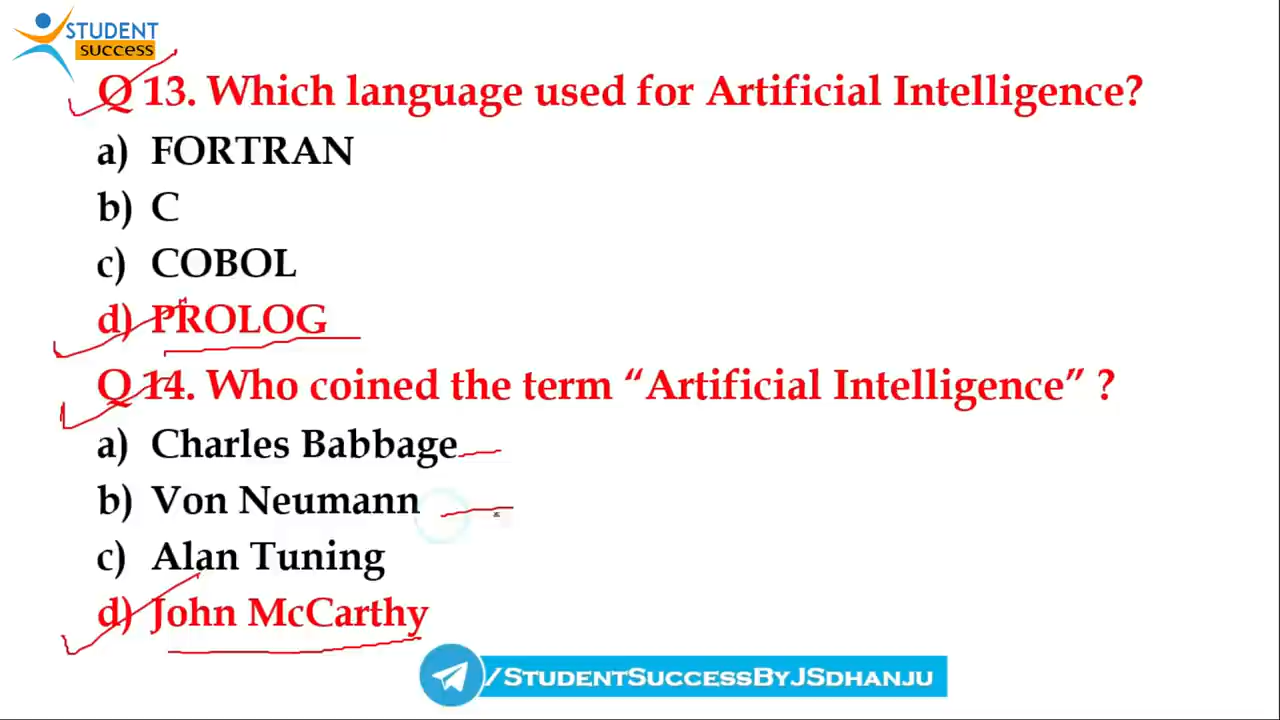 STUDENT
success
Q 13. Which language used for Artificial Intelligence?
a) FORTRAN
b) C
c) COBOL
d) PROLOG
Q 14. Who coined the term “Artificial Intelligence” ?
a) Charles Babbage
b) Von Neumann
c) Alan Tuning
d) John McCarthy
/STUDENTSUCCESSBYJSDHANJU